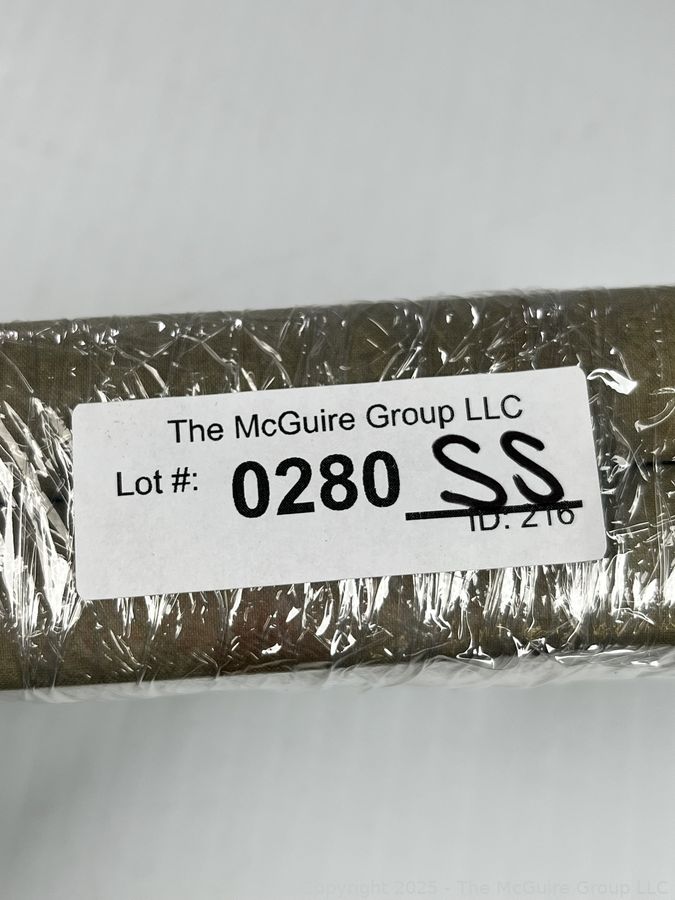 The McGuire Group LLC
Lot #: 0280 SS
ID: 216
Copyright 2025 - The McGuire Group LLC